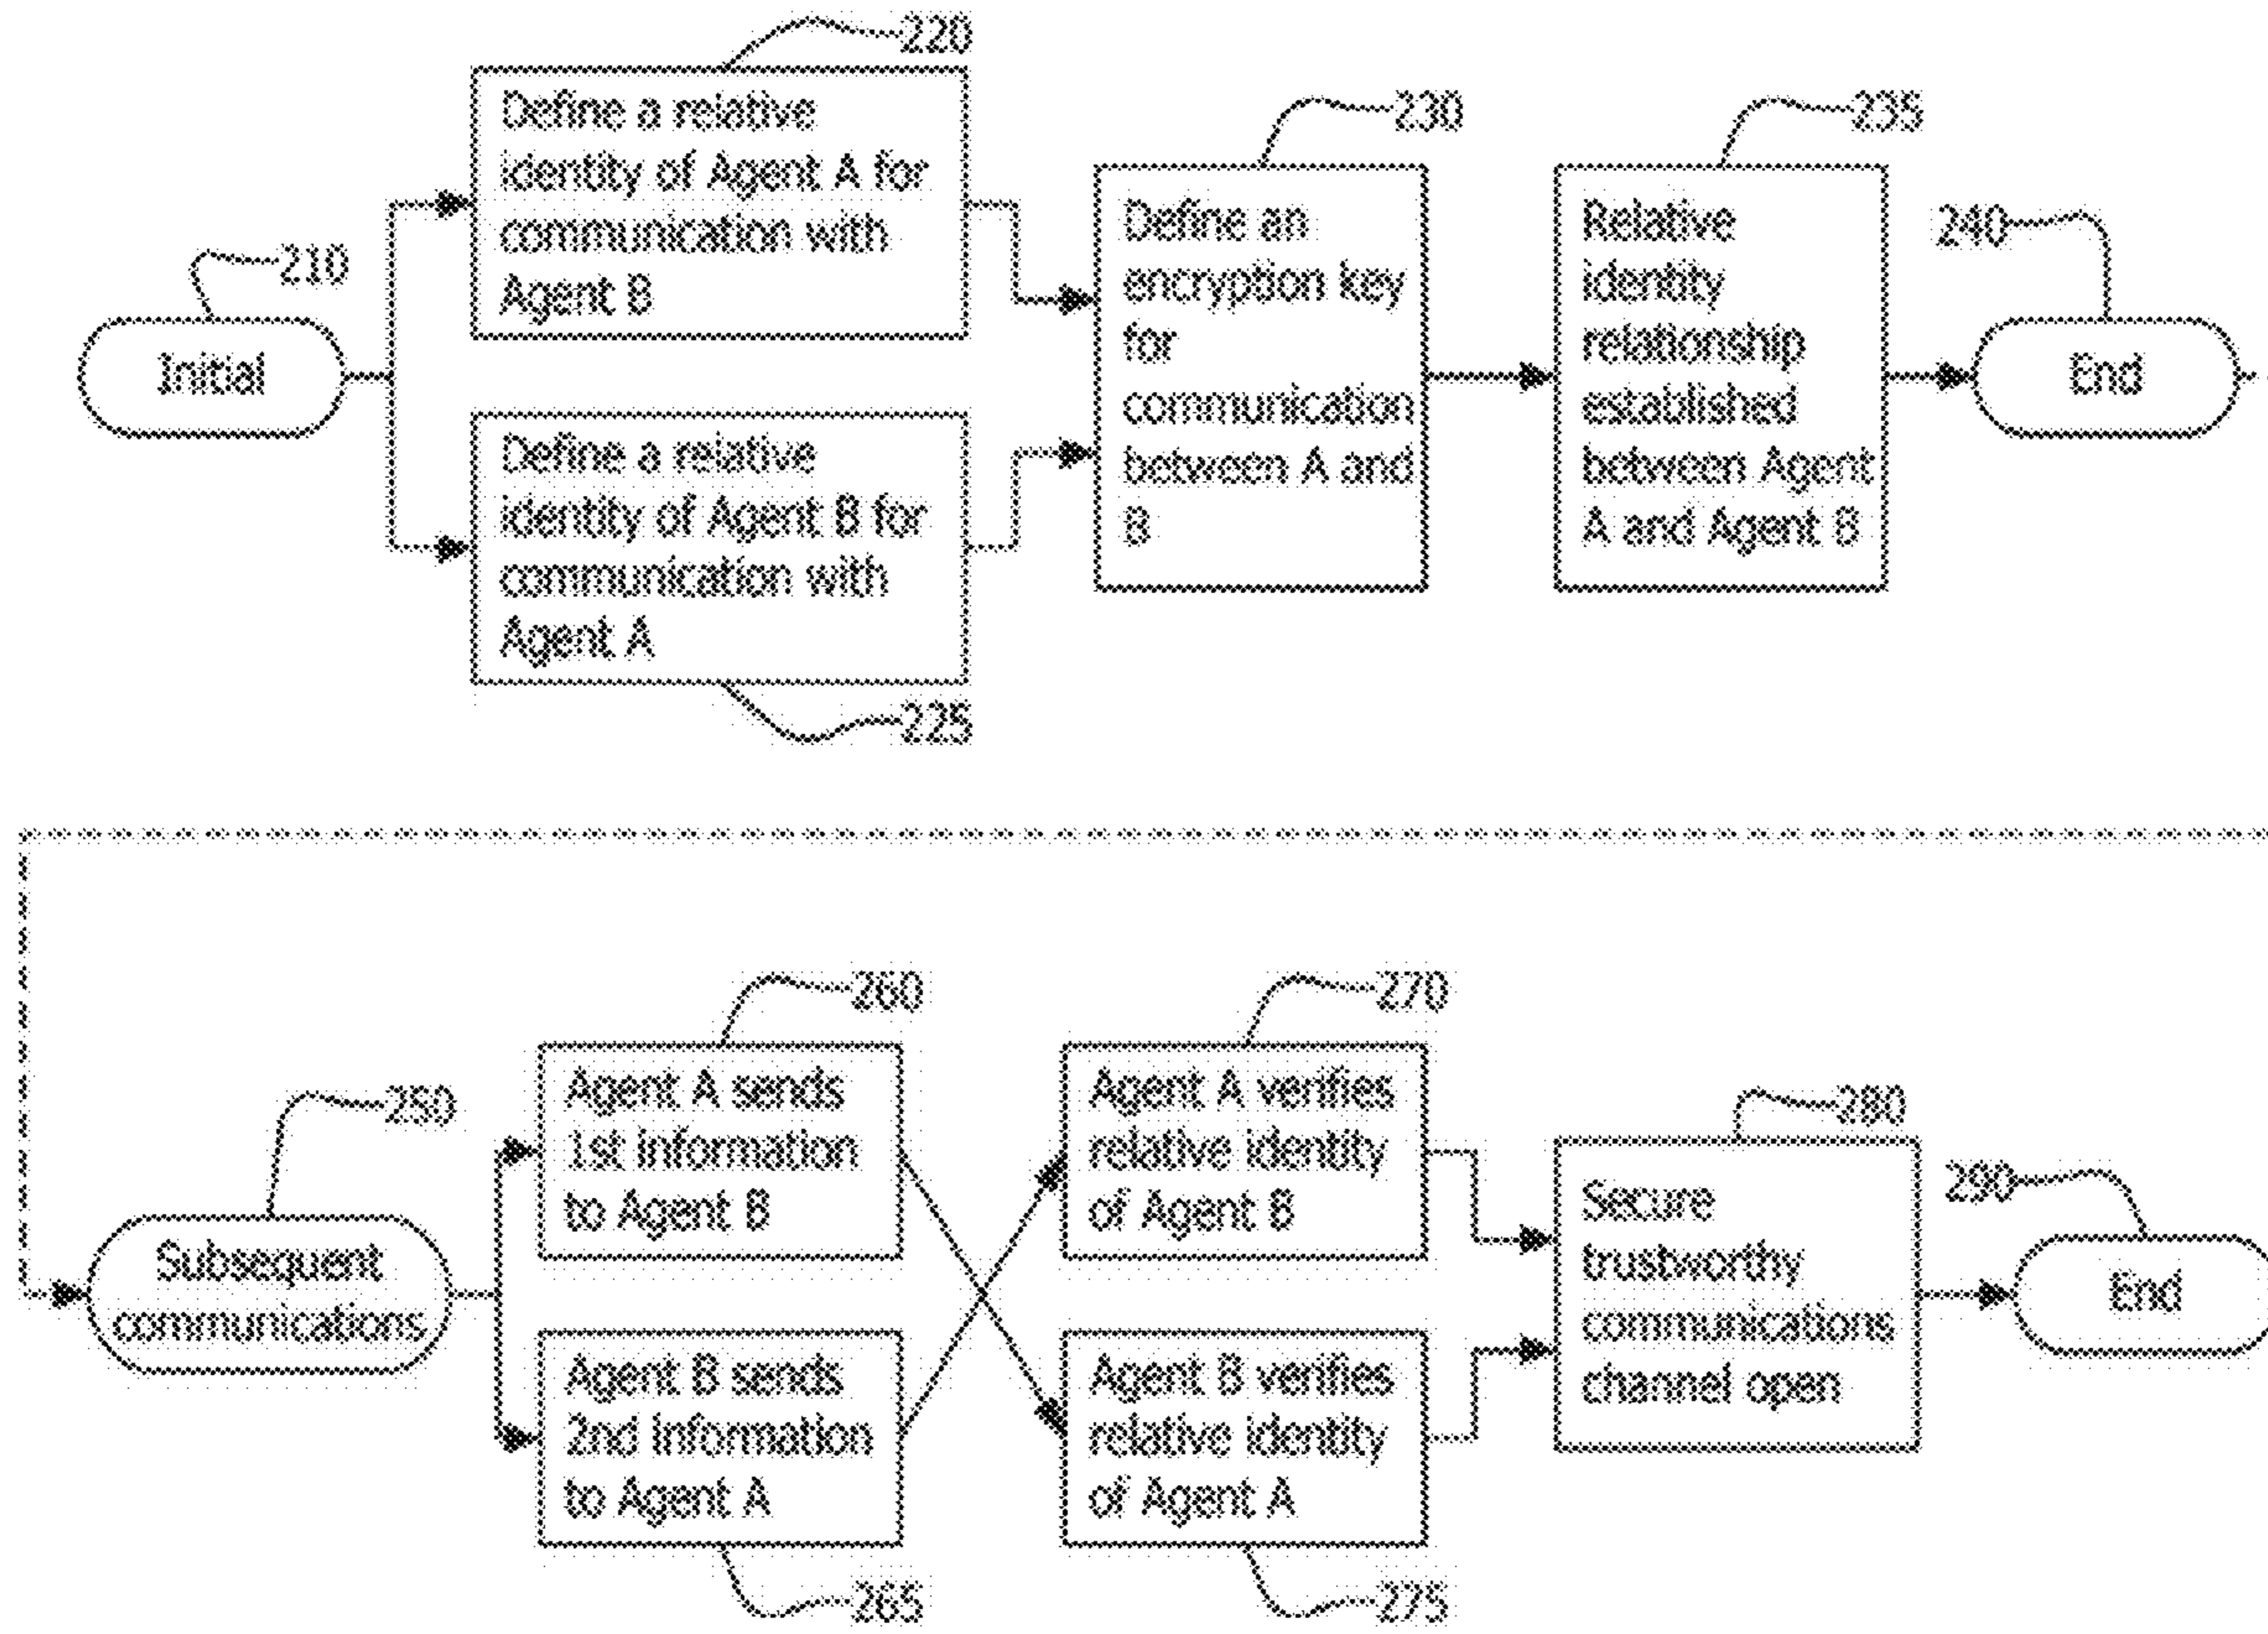 220
Define a relative
identity of Agent A for
communication with
Agent B
210
Initial
Define a relative
identity of Agent B for
communication with
Agent A
225
230
Define an
encryption key
for
communication
between A and
B
235
Relative
identity
relationship
established
between Agent
A and Agent B
240
End
250
Subsequent
communications
260
Agent A sends
1st information
to Agent B
Agent B sends
2nd information
to Agent A
265
270
Agent A verifies
relative identity
of Agent B
Agent B verifies
relative identity
of Agent A
275
280
Secure
trustworthy
communications
channel open
290
End